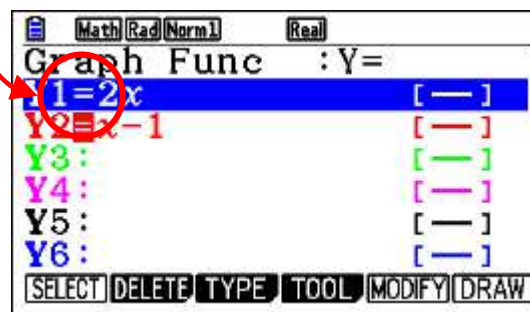 Math Rad Norm1 Real
Graph Func :Y=
Y1=2x [—]
Y2=x−1 [—]
Y3: [—]
Y4: [—]
Y5: [—]
Y6: [—]
SELECT DELETE TYPE TOOL MODIFY DRAW